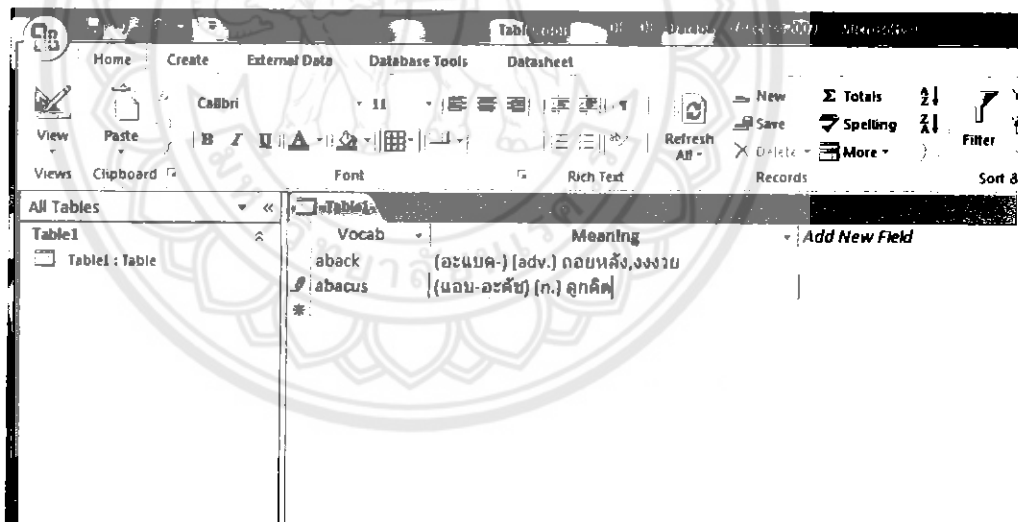 Home Create External Data Database Tools Datasheet
Calibri 11
New Σ Totals
View Paste B I U A Refresh All Save Spelling Filter
Delete More
Views Clipboard Font Rich Text Records Sort &
All Tables Table1
Table1 Vocab Meaning Add New Field
Table1 : Table aback (อะแบค-) [adv.] ถอยหลัง,งงงวย
abacus (แอบ-อะคัช) [n.] ลูกคิด